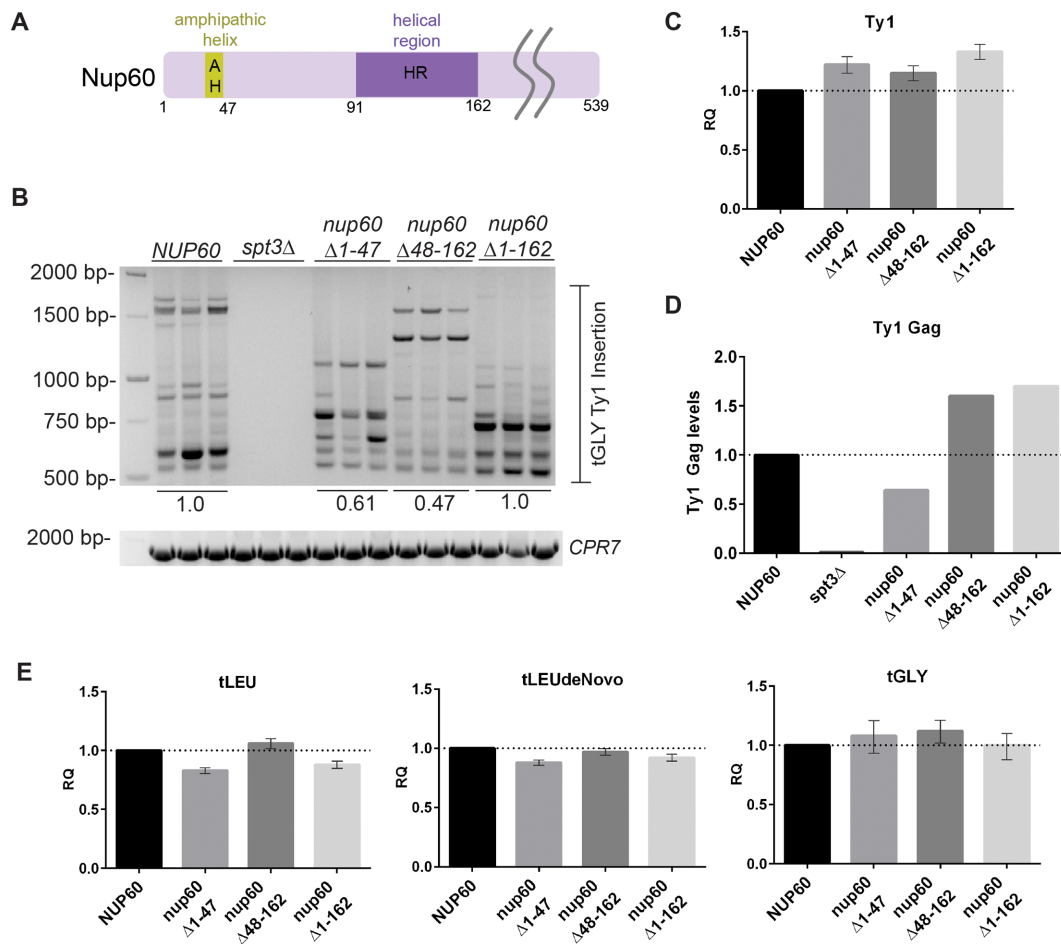 A
amphipathic
helix
helical
region
Nup60
A
H
HR
1
47
91
162
539
B
NUP60
spt3Δ
nup60
Δ1-47
nup60
Δ48-162
nup60
Δ1-162
2000 bp-
1500 bp-
1000 bp-
750 bp-
500 bp-
tGLY Ty1 Insertion
1.0
0.61
0.47
1.0
2000 bp-
CPR7
C
Ty1
RQ
1.5
1.0
0.5
0.0
NUP60
nup60
Δ1-47
nup60
Δ48-162
nup60
Δ1-162
D
Ty1 Gag
Ty1 Gag levels
2.0
1.5
1.0
0.5
0.0
NUP60
spt3Δ
nup60
Δ1-47
nup60
Δ48-162
nup60
Δ1-162
E
tLEU
RQ
1.5
1.0
0.5
0.0
NUP60
nup60
Δ1-47
nup60
Δ48-162
nup60
Δ1-162
tLEUdeNovo
RQ
1.5
1.0
0.5
0.0
NUP60
nup60
Δ1-47
nup60
Δ48-162
nup60
Δ1-162
tGLY
RQ
1.5
1.0
0.5
0.0
NUP60
nup60
Δ1-47
nup60
Δ48-162
nup60
Δ1-162